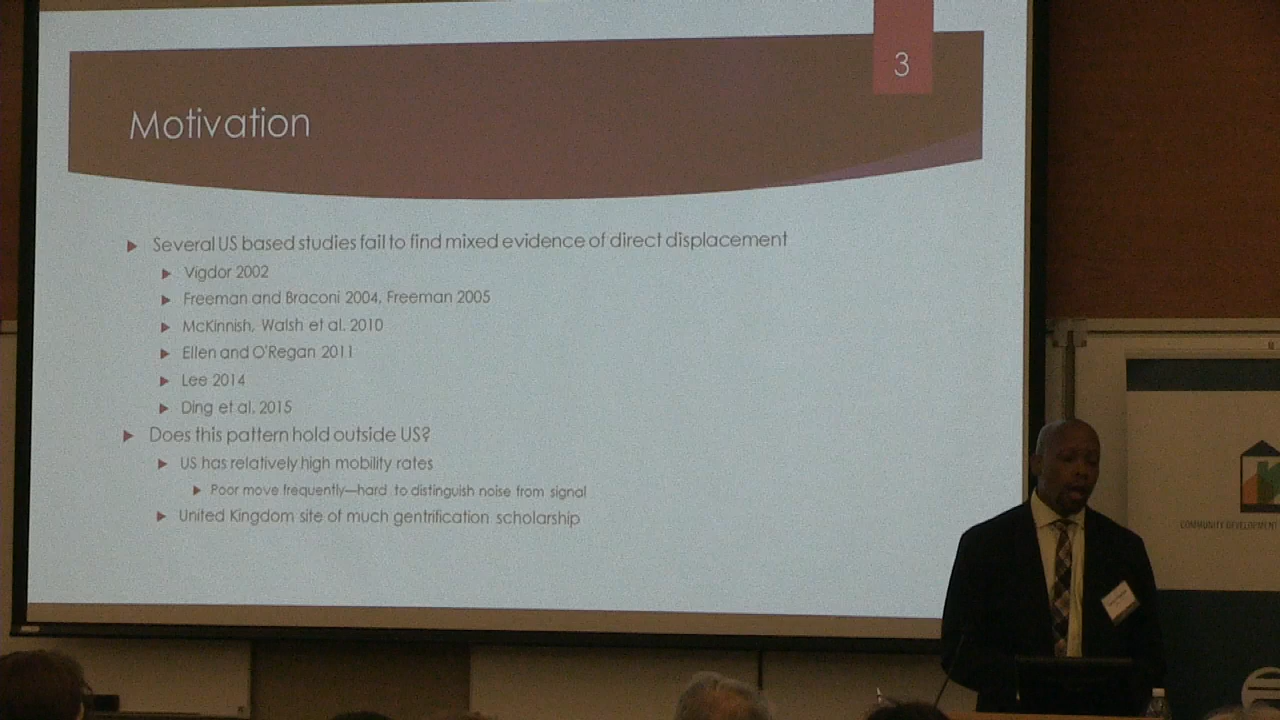 3
Motivation
Several US based studies fail to find mixed evidence of direct displacement
Vigdor 2002
Freeman and Braconi 2004, Freeman 2005
McKinnish, Walsh et al. 2010
Ellen and O'Regan 2011
Lee 2014
Ding et al. 2015
Does this pattern hold outside US?
US has relatively high mobility rates
Poor move frequently—hard to distinguish noise from signal
United Kingdom site of much gentrification scholarship
COMMUNITY DEVELOPMENT